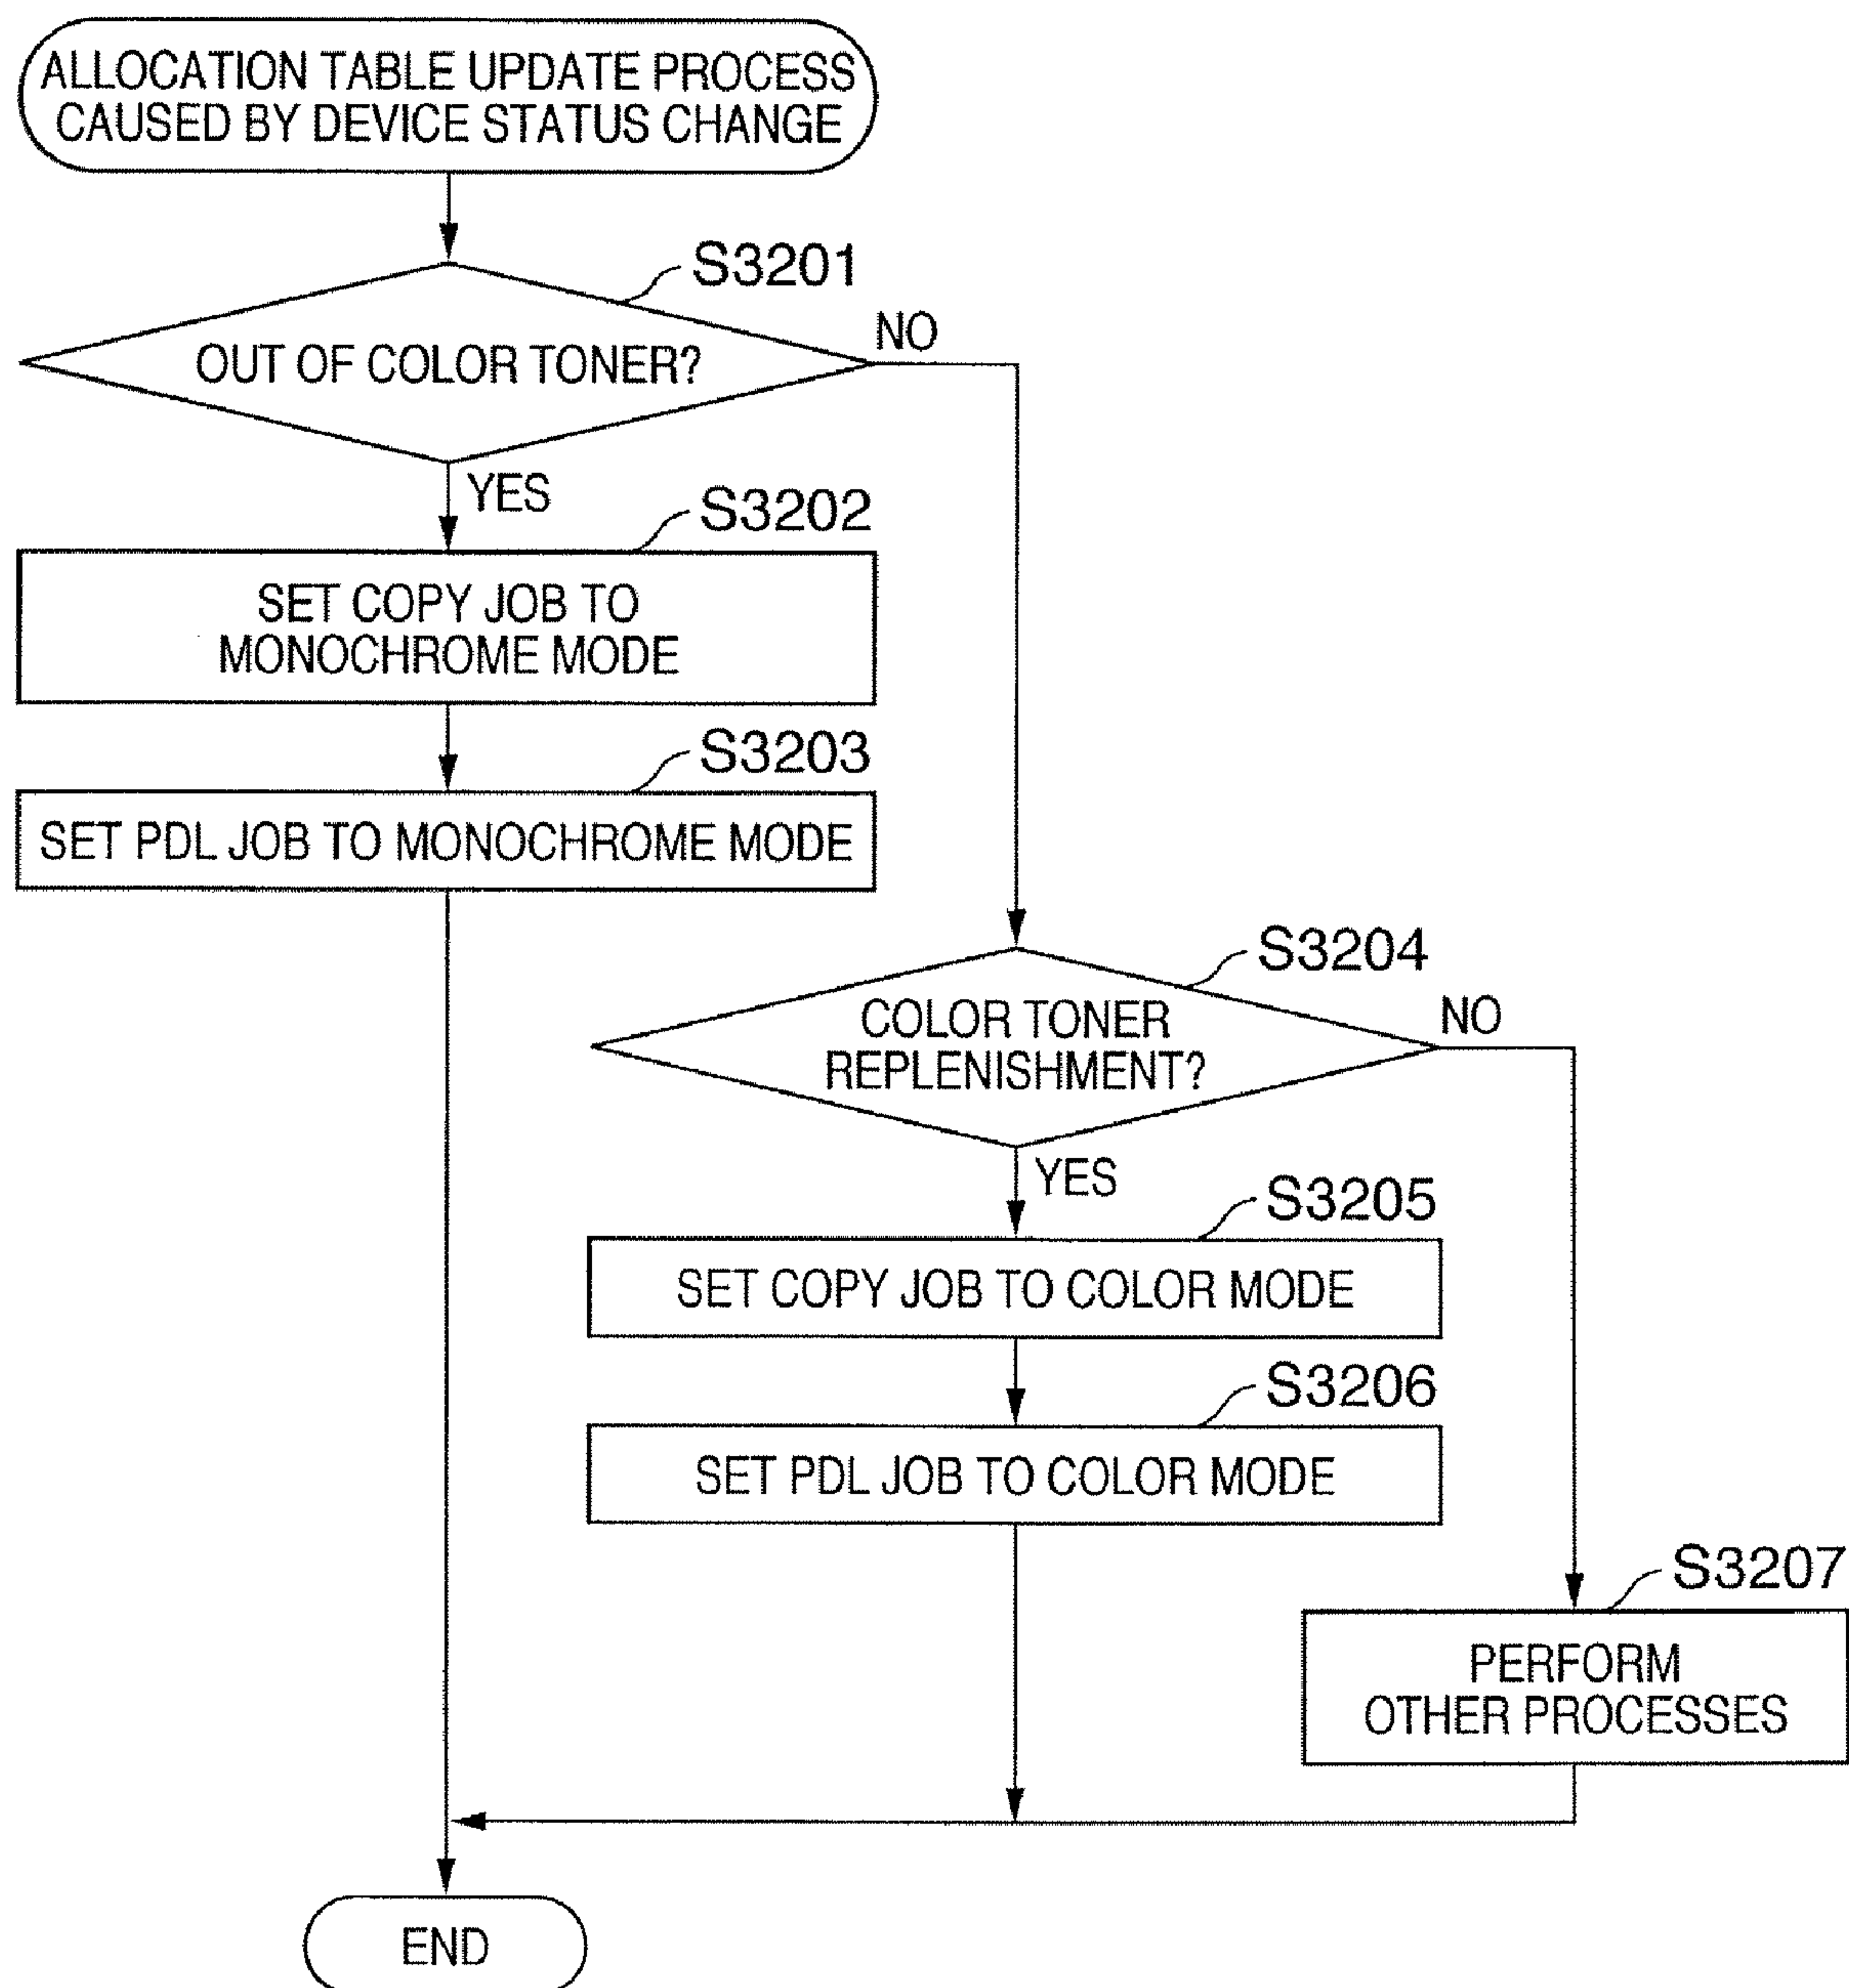 ALLOCATION TABLE UPDATE PROCESS
CAUSED BY DEVICE STATUS CHANGE
S3201
OUT OF COLOR TONER?
NO
YES
S3202
SET COPY JOB TO
MONOCHROME MODE
S3203
SET PDL JOB TO MONOCHROME MODE
S3204
COLOR TONER
REPLENISHMENT?
NO
YES
S3205
SET COPY JOB TO COLOR MODE
S3206
SET PDL JOB TO COLOR MODE
S3207
PERFORM
OTHER PROCESSES
END